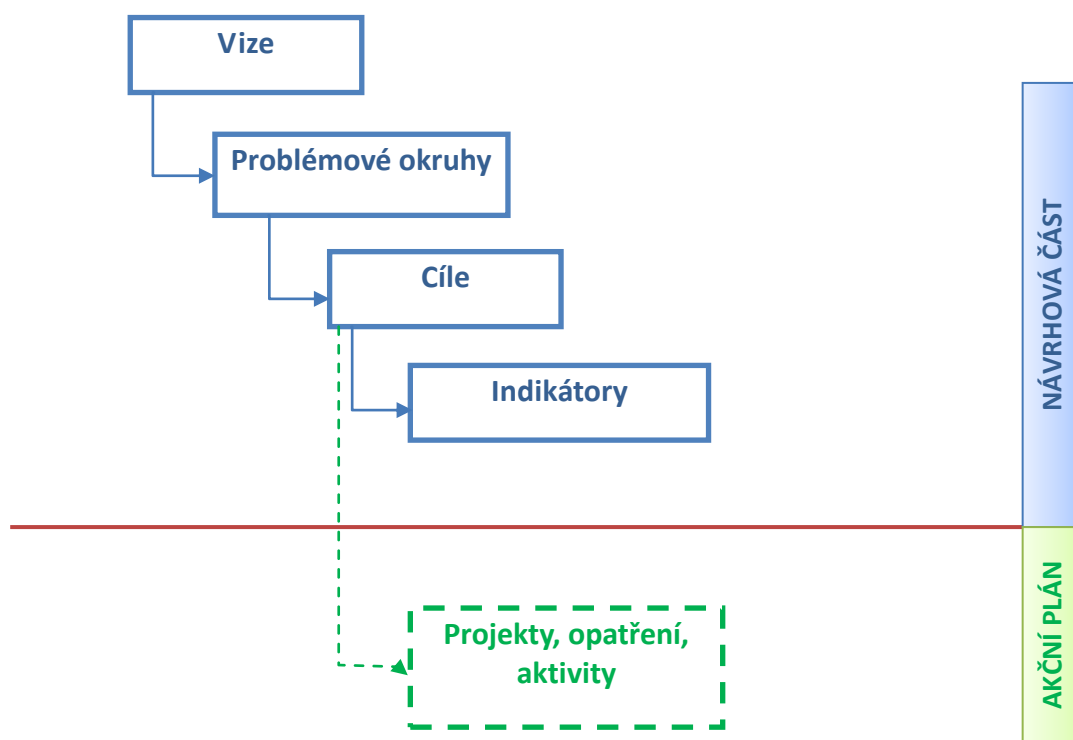 Vize
Problémové okruhy
Cíle
Indikátory
NÁVRHOVÁ ČÁST
Projekty, opatření,
aktivity
AKČNÍ PLÁN